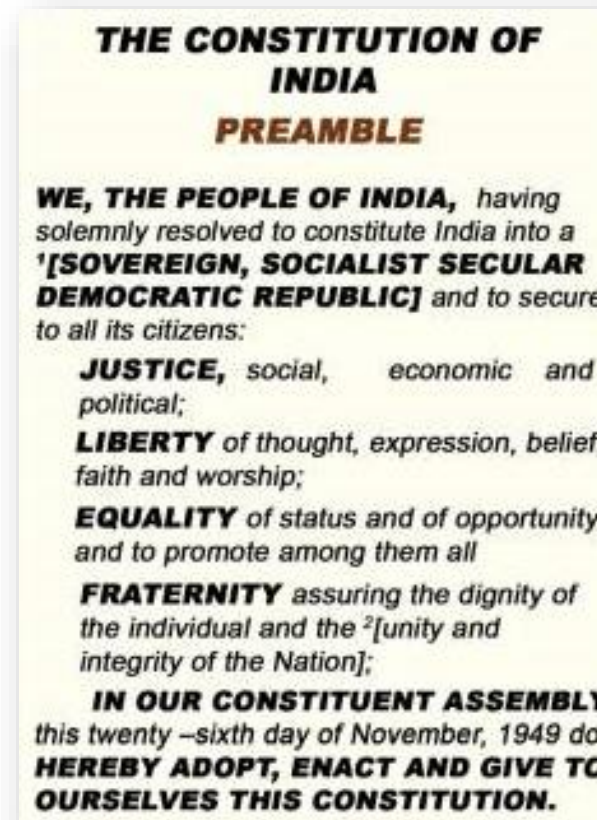 THE CONSTITUTION OF
INDIA
PREAMBLE
WE, THE PEOPLE OF INDIA, having
solemnly resolved to constitute India into a
¹[SOVEREIGN, SOCIALIST SECULAR
DEMOCRATIC REPUBLIC] and to secure
to all its citizens:
JUSTICE, social, economic and
political;
LIBERTY of thought, expression, belief
faith and worship;
EQUALITY of status and of opportunity
and to promote among them all
FRATERNITY assuring the dignity of
the individual and the ²[unity and
integrity of the Nation];
IN OUR CONSTITUENT ASSEMBLY
this twenty –sixth day of November, 1949 do
HEREBY ADOPT, ENACT AND GIVE TO
OURSELVES THIS CONSTITUTION.